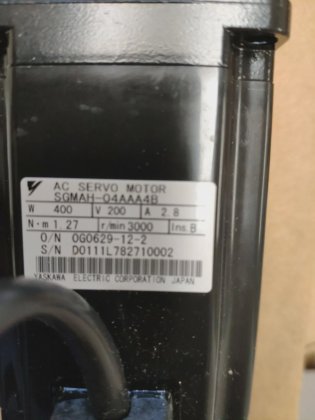 AC SERVO MOTOR
SGMAH-04AAA4B
W 400 V 200 A 2.8
N·m 1.27 r/min 3000 Ins. B
O/N 0G0629-12-2
S/N D0111L782710002
YASKAWA ELECTRIC CORPORATION JAPAN